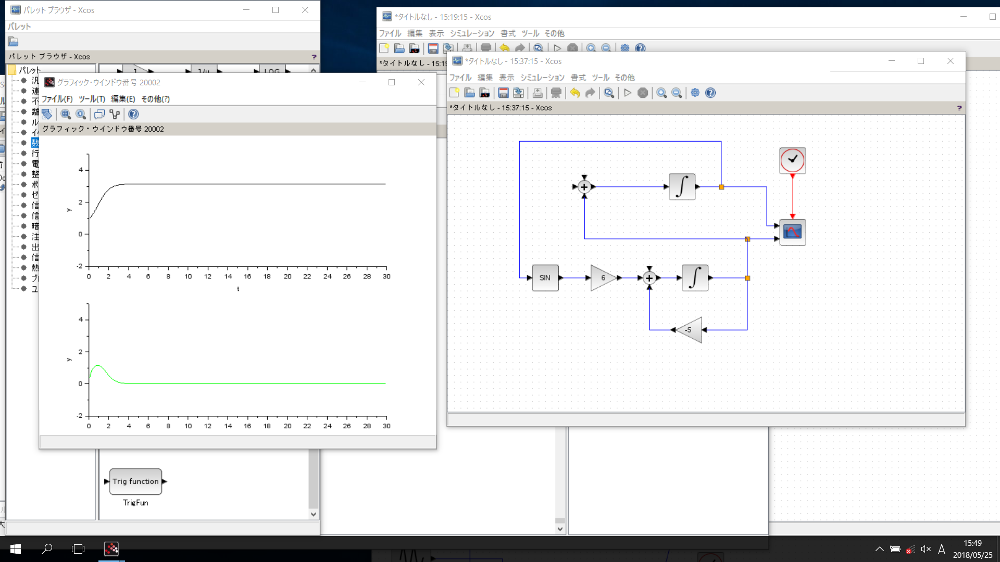 パレット ブラウザ - Xcos
パレット
パレット ブラウザ - Xcos
?
パレット
汎
連
不
離
ル
イ
数
行
電
整
ポ
ゼ
信
信
暗
注
出
信
熱
ブ
ユ
Trig function
TrigFun
グラフィック・ウインドウ番号 20002
ファイル(F) ツール(T) 編集(E) その他(?)
グラフィック・ウインドウ番号 20002
4
2
0
-2
y
0 2 4 6 8 10 12 14 16 18 20 22 24 26 28 30
t
4
2
0
-2
y
0 2 4 6 8 10 12 14 16 18 20 22 24 26 28 30
*タイトルなし - 15:19:15 - Xcos
ファイル 編集 表示 シミュレーション 書式 ツール その他
*タイトルなし - 15:19
*タイトルなし - 15:37:15 - Xcos
ファイル 編集 表示 シミュレーション 書式 ツール その他
*タイトルなし - 15:37:15 - Xcos
?
SIN
6
-5
A
15:49
2018/05/25